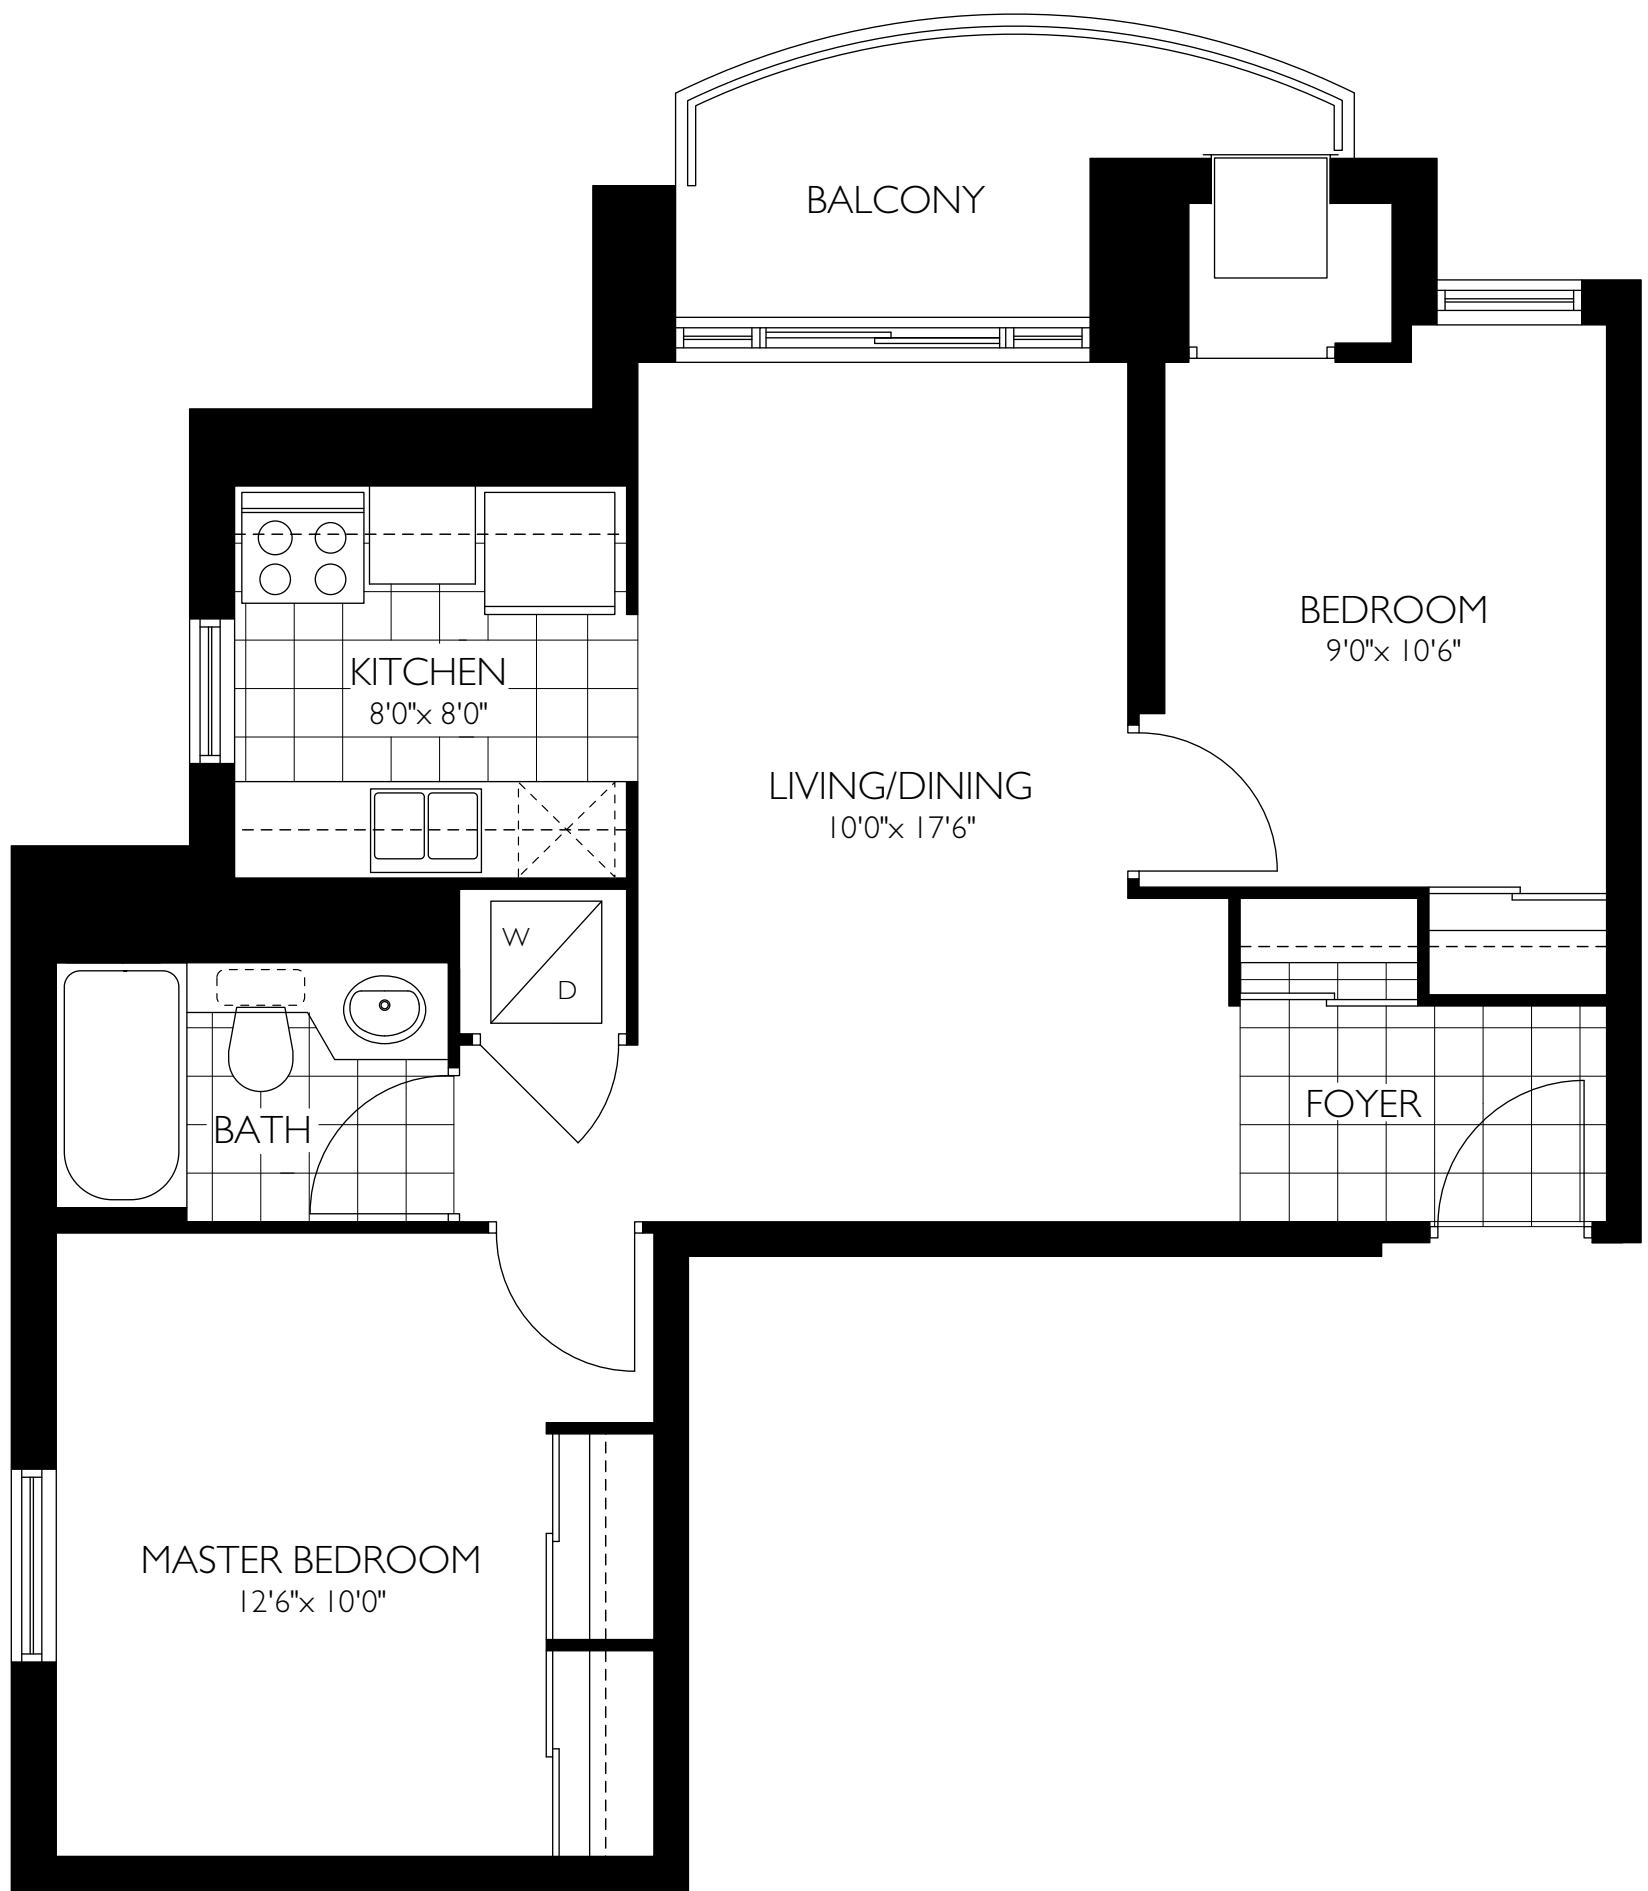 BALCONY
BEDROOM
9'0"x 10'6"
KITCHEN
8'0"x 8'0"
LIVING/DINING
10'0"x 17'6"
W
D
FOYER
BATH
MASTER BEDROOM
12'6"x 10'0"